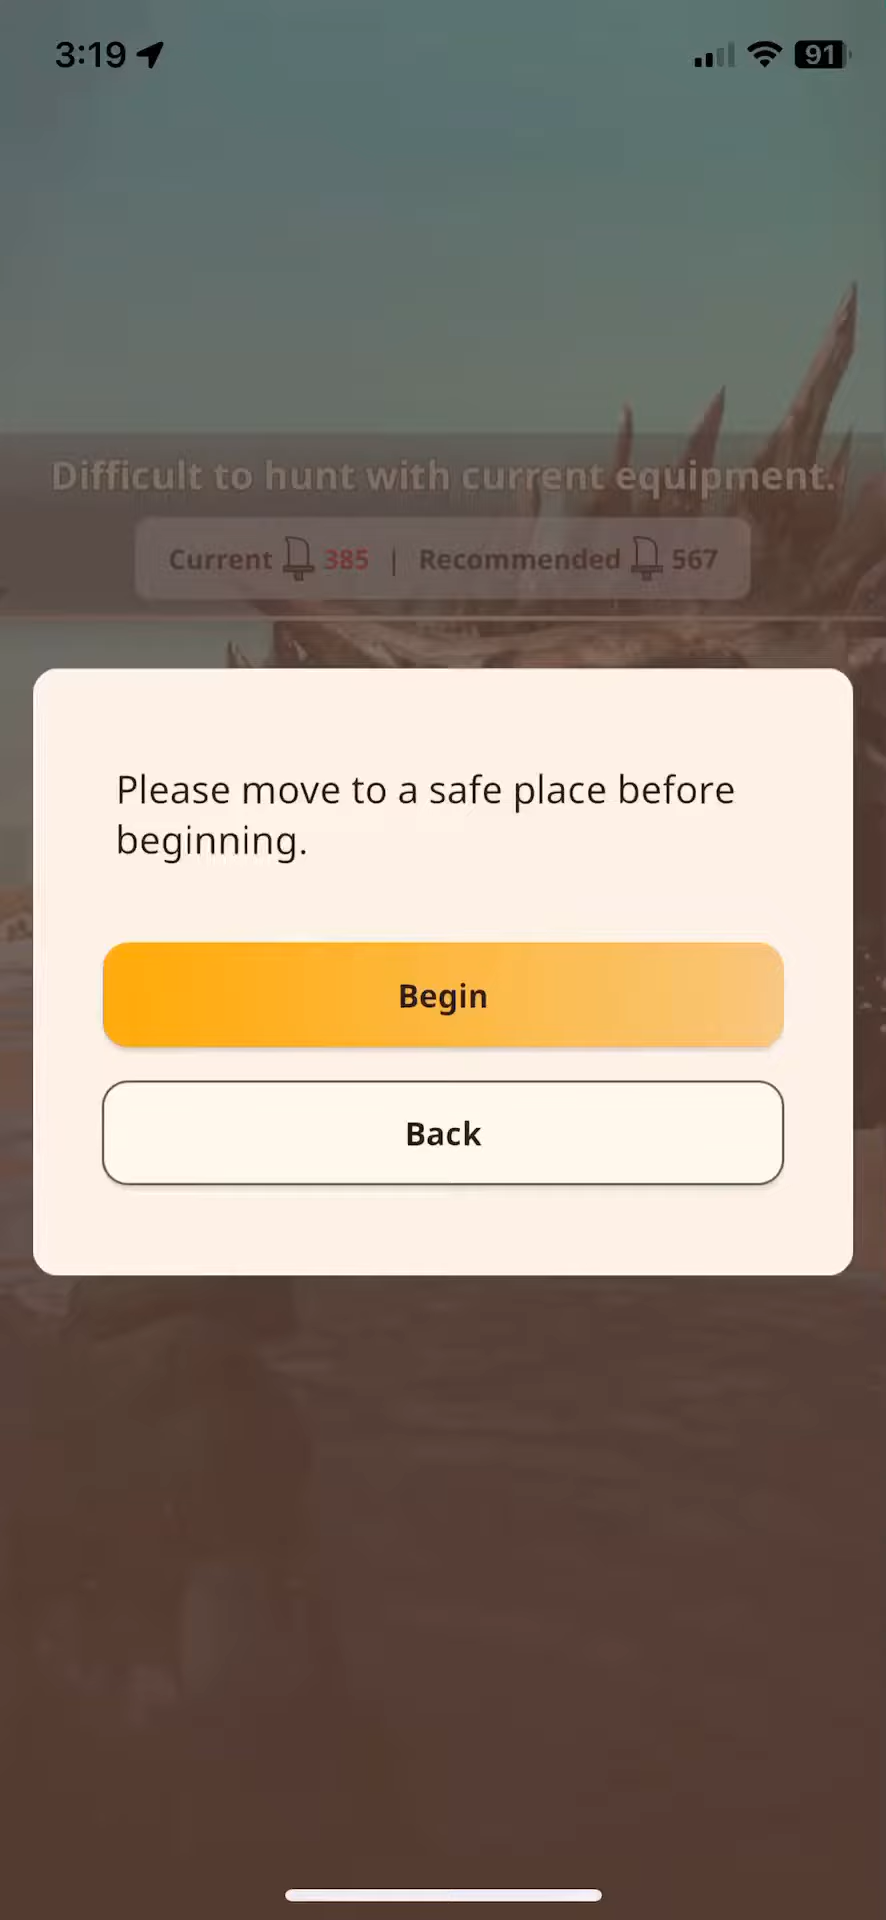 3:19
91
Difficult to hunt with current equipment.
Current 385 | Recommended 567
Please move to a safe place before
beginning.
Begin
Back